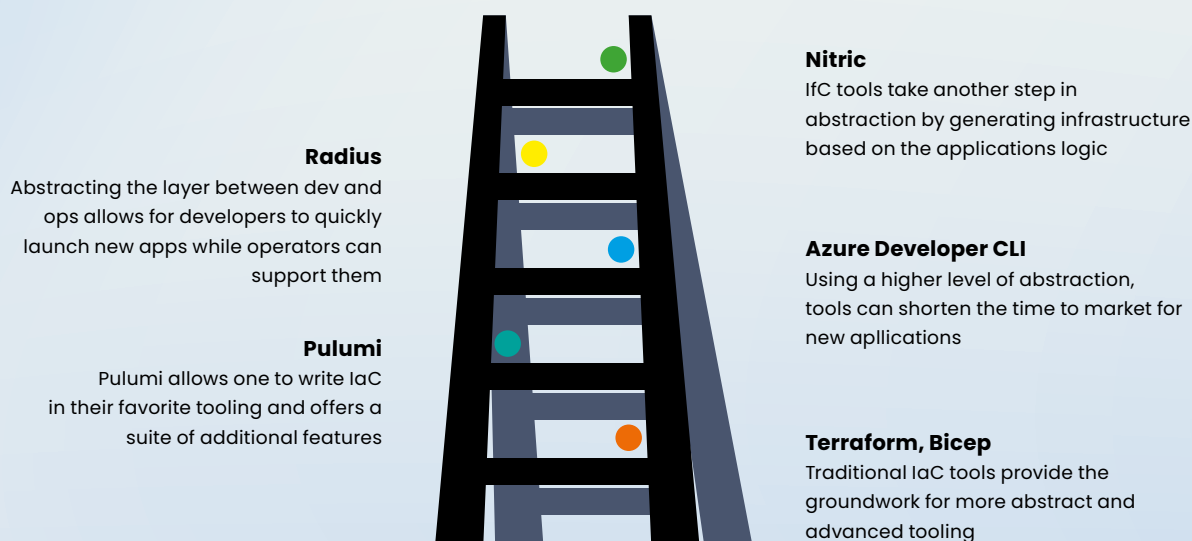 Nitric
IfC tools take another step in
abstraction by generating infrastructure
based on the applications logic
Radius
Abstracting the layer between dev and
ops allows for developers to quickly
launch new apps while operators can
support them
Azure Developer CLI
Using a higher level of abstraction,
tools can shorten the time to market for
new apllications
Pulumi
Pulumi allows one to write IaC
in their favorite tooling and offers a
suite of additional features
Terraform, Bicep
Traditional IaC tools provide the
groundwork for more abstract and
advanced tooling